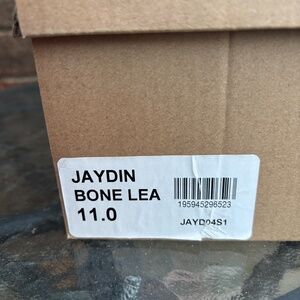 JAYDIN
BONE LEA
11.0
195945296523
JAYD04S1